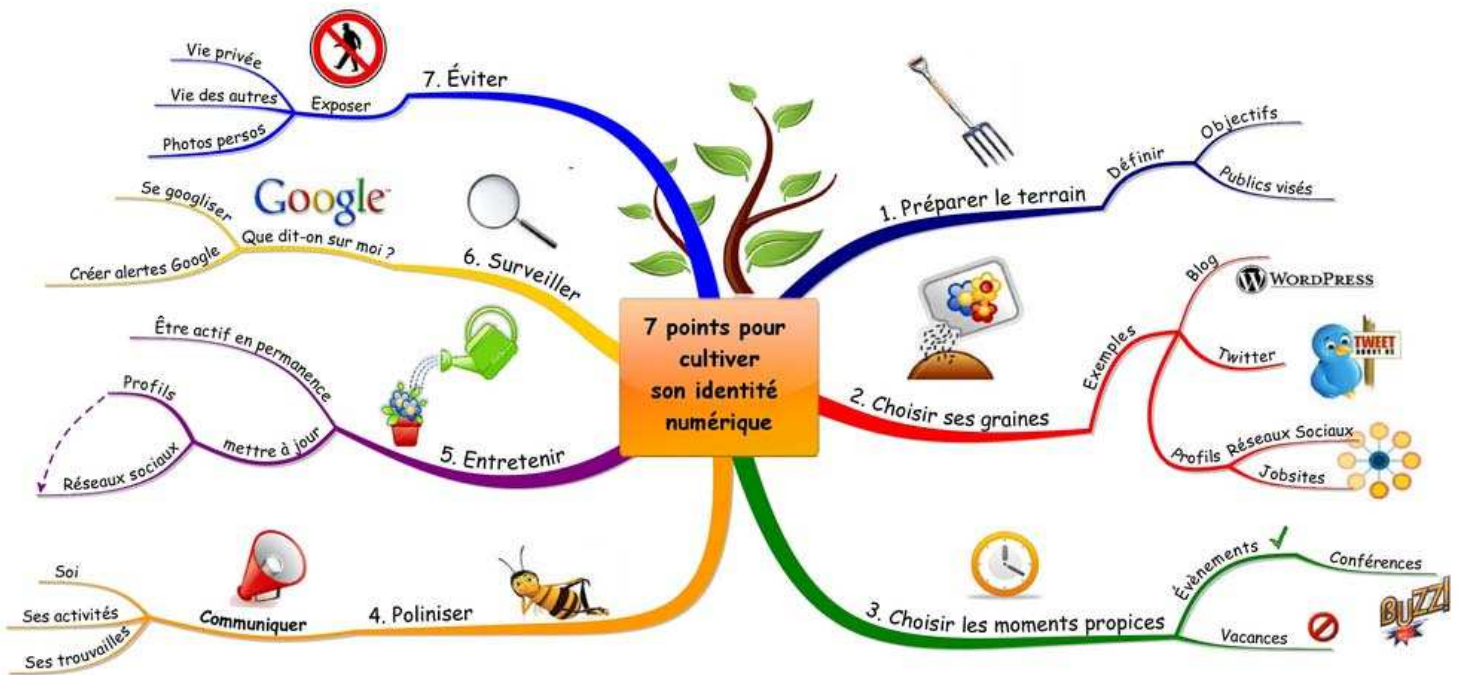 7 points pour
cultiver
son identité
numérique
1. Préparer le terrain
Définir
Objectifs
Publics visés
2. Choisir ses graines
Exemples
Blog
WORDPRESS
Twitter
TWEET
ABOUT US
Profils
Réseaux Sociaux
Jobsites
3. Choisir les moments propices
Évènements
Conférences
Vacances
BUZZ!
4. Poliniser
Communiquer
Soi
Ses activités
Ses trouvailles
5. Entretenir
Être actif en permanence
mettre à jour
Profils
Réseaux sociaux
6. Surveiller
Que dit-on sur moi ?
Google
Se googliser
Créer alertes Google
7. Éviter
Exposer
Vie privée
Vie des autres
Photos persos